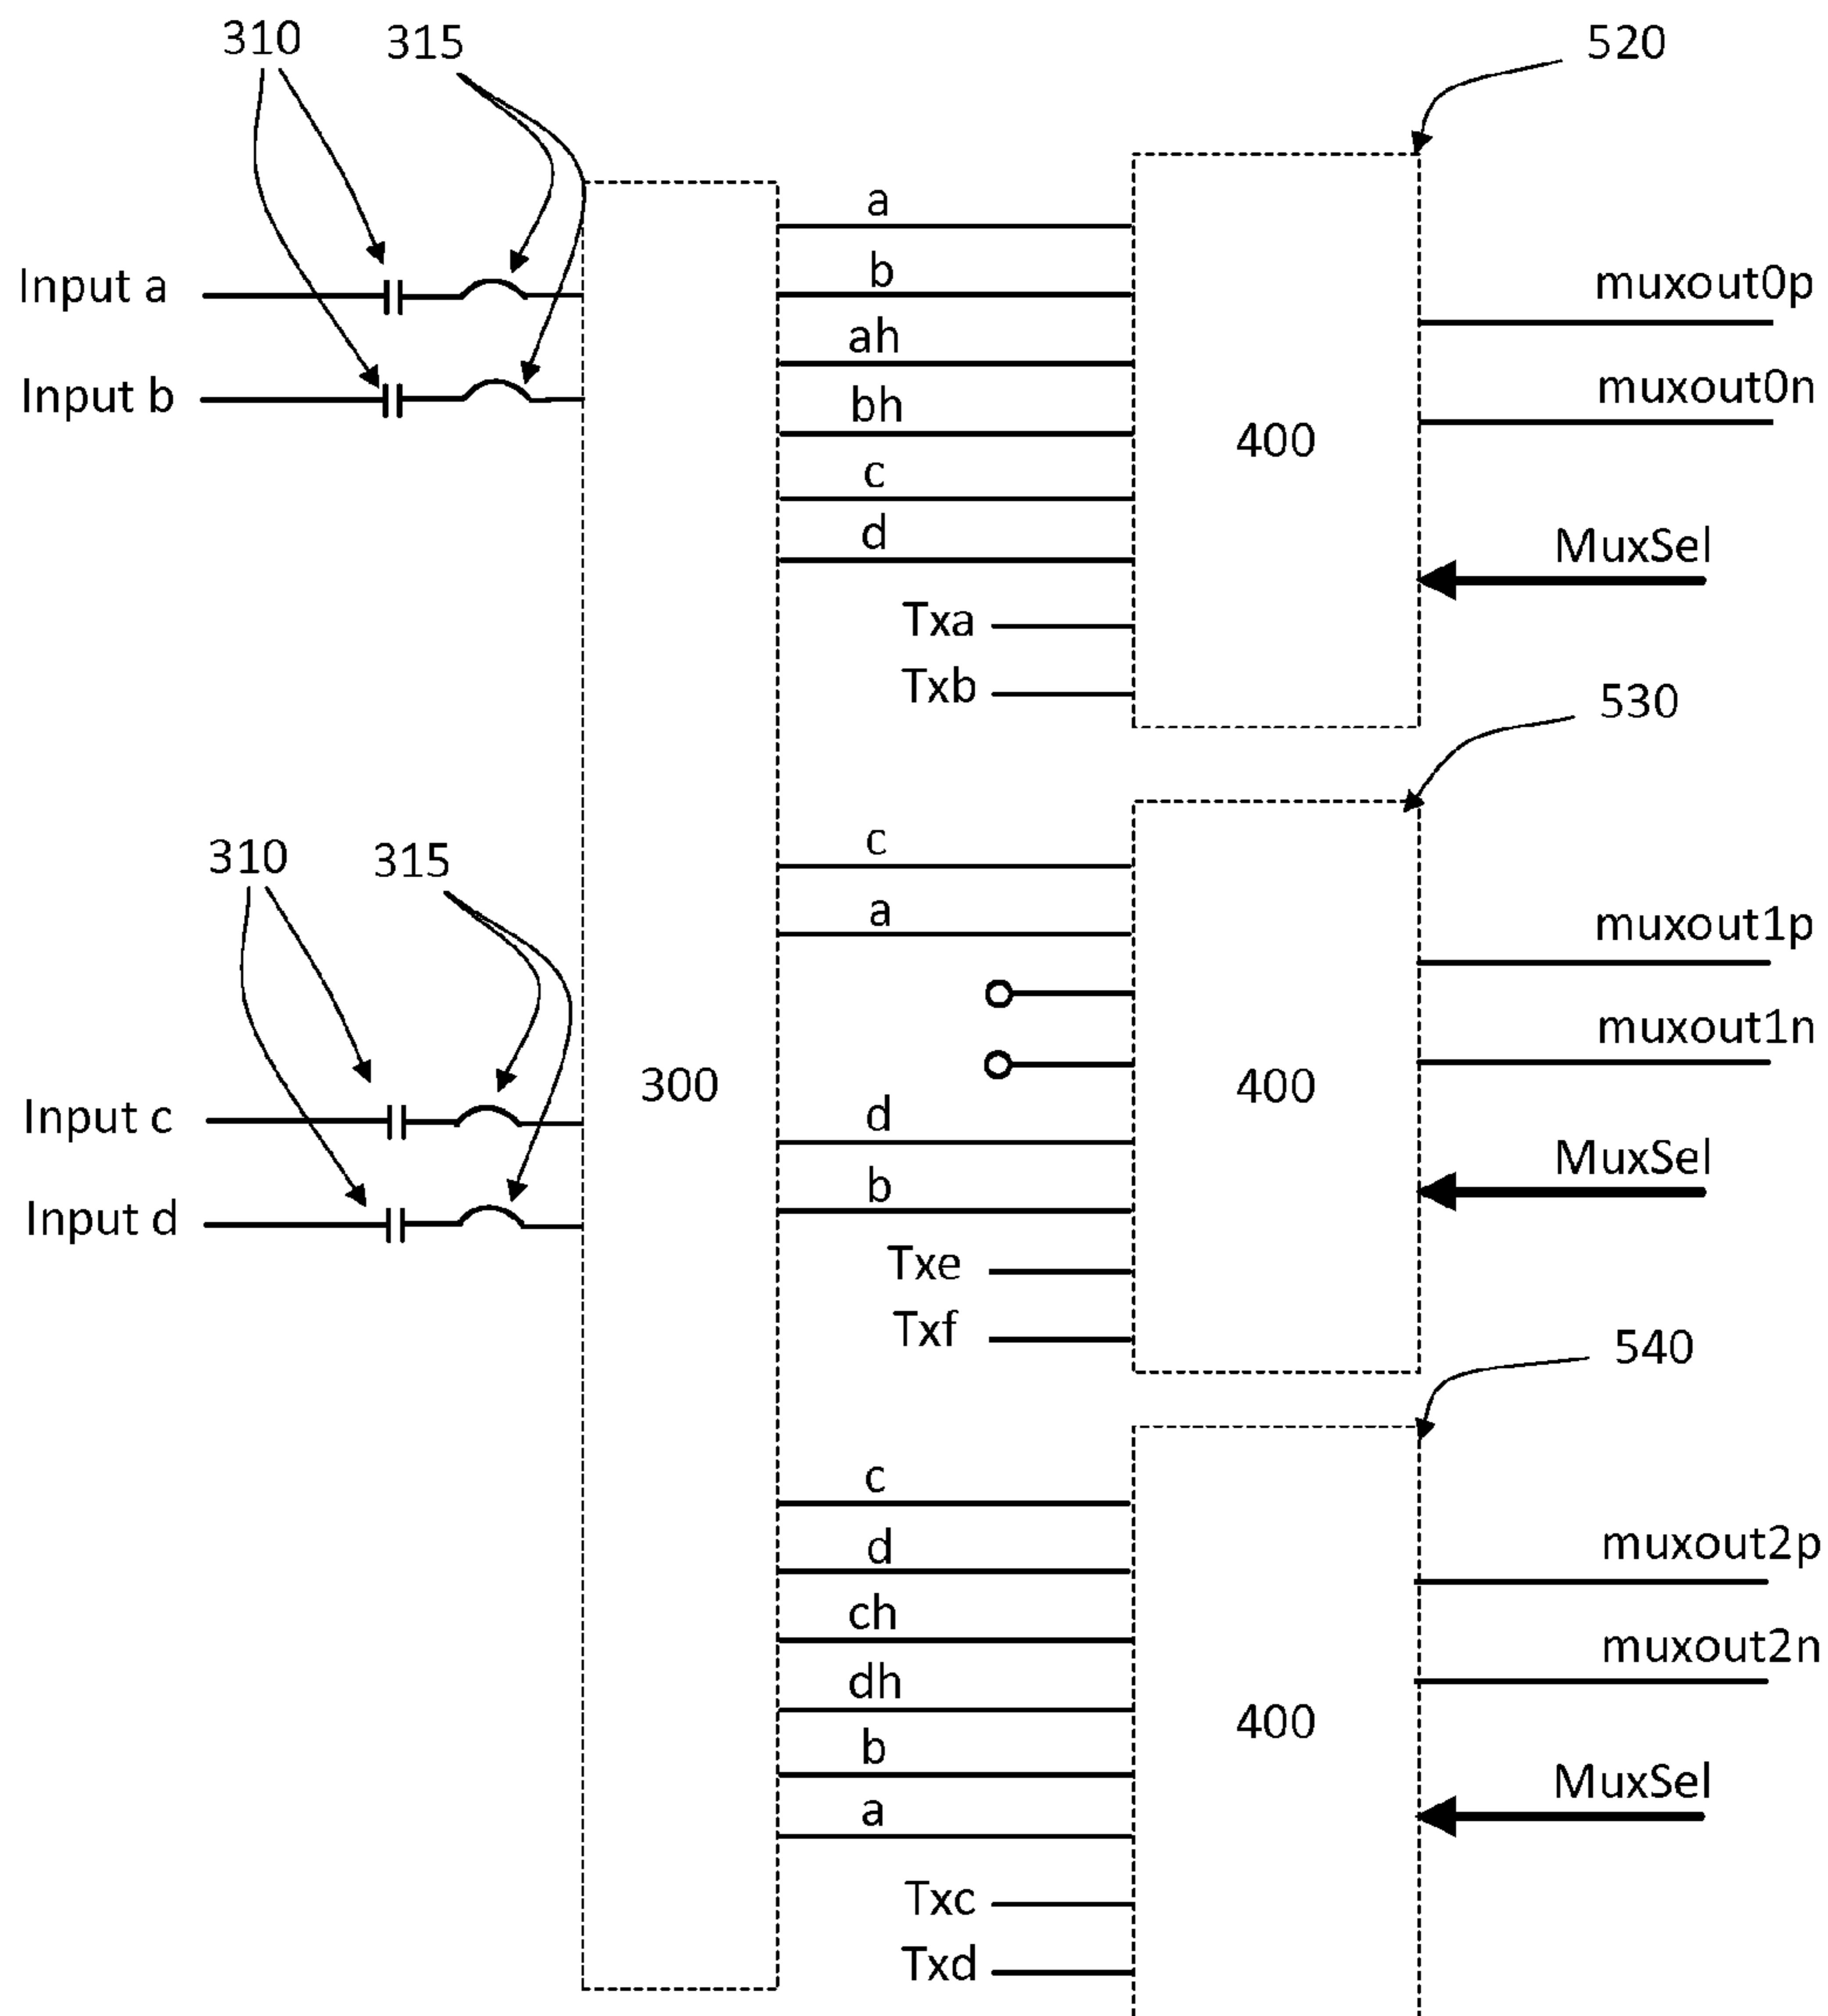 310
315
520
a
b
ah
bh
c
d
Txa
Txb
Input a
Input b
400
muxout0p
muxout0n
MuxSel
530
310
315
c
a
d
b
Txe
Txf
Input c
Input d
300
400
muxout1p
muxout1n
MuxSel
540
c
d
ch
dh
b
a
Txc
Txd
400
muxout2p
muxout2n
MuxSel